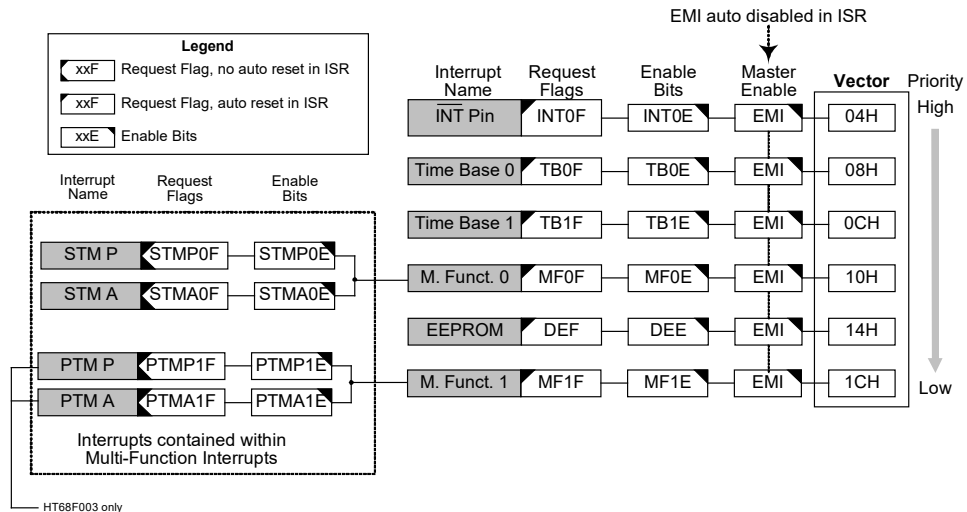 EMI auto disabled in ISR
Legend
xxF Request Flag, no auto reset in ISR
xxF Request Flag, auto reset in ISR
xxE Enable Bits
Interrupt Name Request Flags Enable Bits Master Enable Vector Priority
INT Pin INT0F INT0E EMI 04H High
Time Base 0 TB0F TB0E EMI 08H
Time Base 1 TB1F TB1E EMI 0CH
M. Funct. 0 MF0F MF0E EMI 10H
EEPROM DEF DEE EMI 14H
M. Funct. 1 MF1F MF1E EMI 1CH Low
Interrupt Name Request Flags Enable Bits
STM P STMP0F STMP0E
STM A STMA0F STMA0E
PTM P PTMP1F PTMP1E
PTM A PTMA1F PTMA1E
Interrupts contained within
Multi-Function Interrupts
HT68F003 only